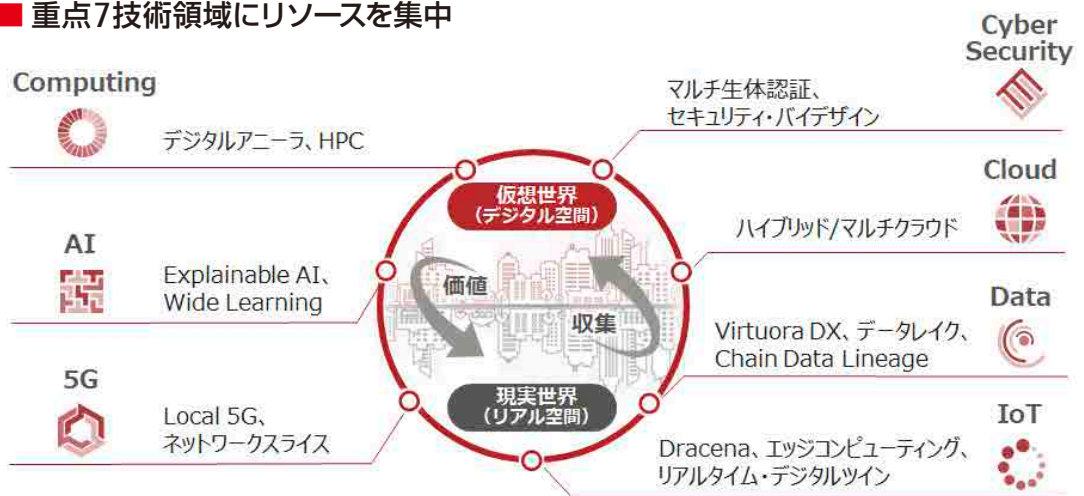 ■ 重点7技術領域にリソースを集中
Computing
デジタルアニーラ、HPC
AI
Explainable AI、
Wide Learning
5G
Local 5G、
ネットワークスライス
仮想世界
（デジタル空間）
価値
収集
現実世界
（リアル空間）
Cyber
Security
マルチ生体認証、
セキュリティ・バイデザイン
Cloud
ハイブリッド/マルチクラウド
Data
Virtuora DX、データレイク、
Chain Data Lineage
IoT
Dracena、エッジコンピューティング、
リアルタイム・デジタルツイン